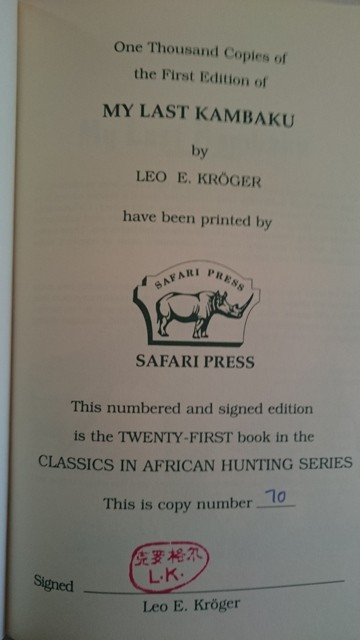 One Thousand Copies of
the First Edition of
MY LAST KAMBAKU
by
LEO E. KRÖGER
have been printed by
SAFARI PRESS
SAFARI PRESS
This numbered and signed edition
is the TWENTY-FIRST book in the
CLASSICS IN AFRICAN HUNTING SERIES
This is copy number 70
L.K.
Signed
Leo E. Kröger